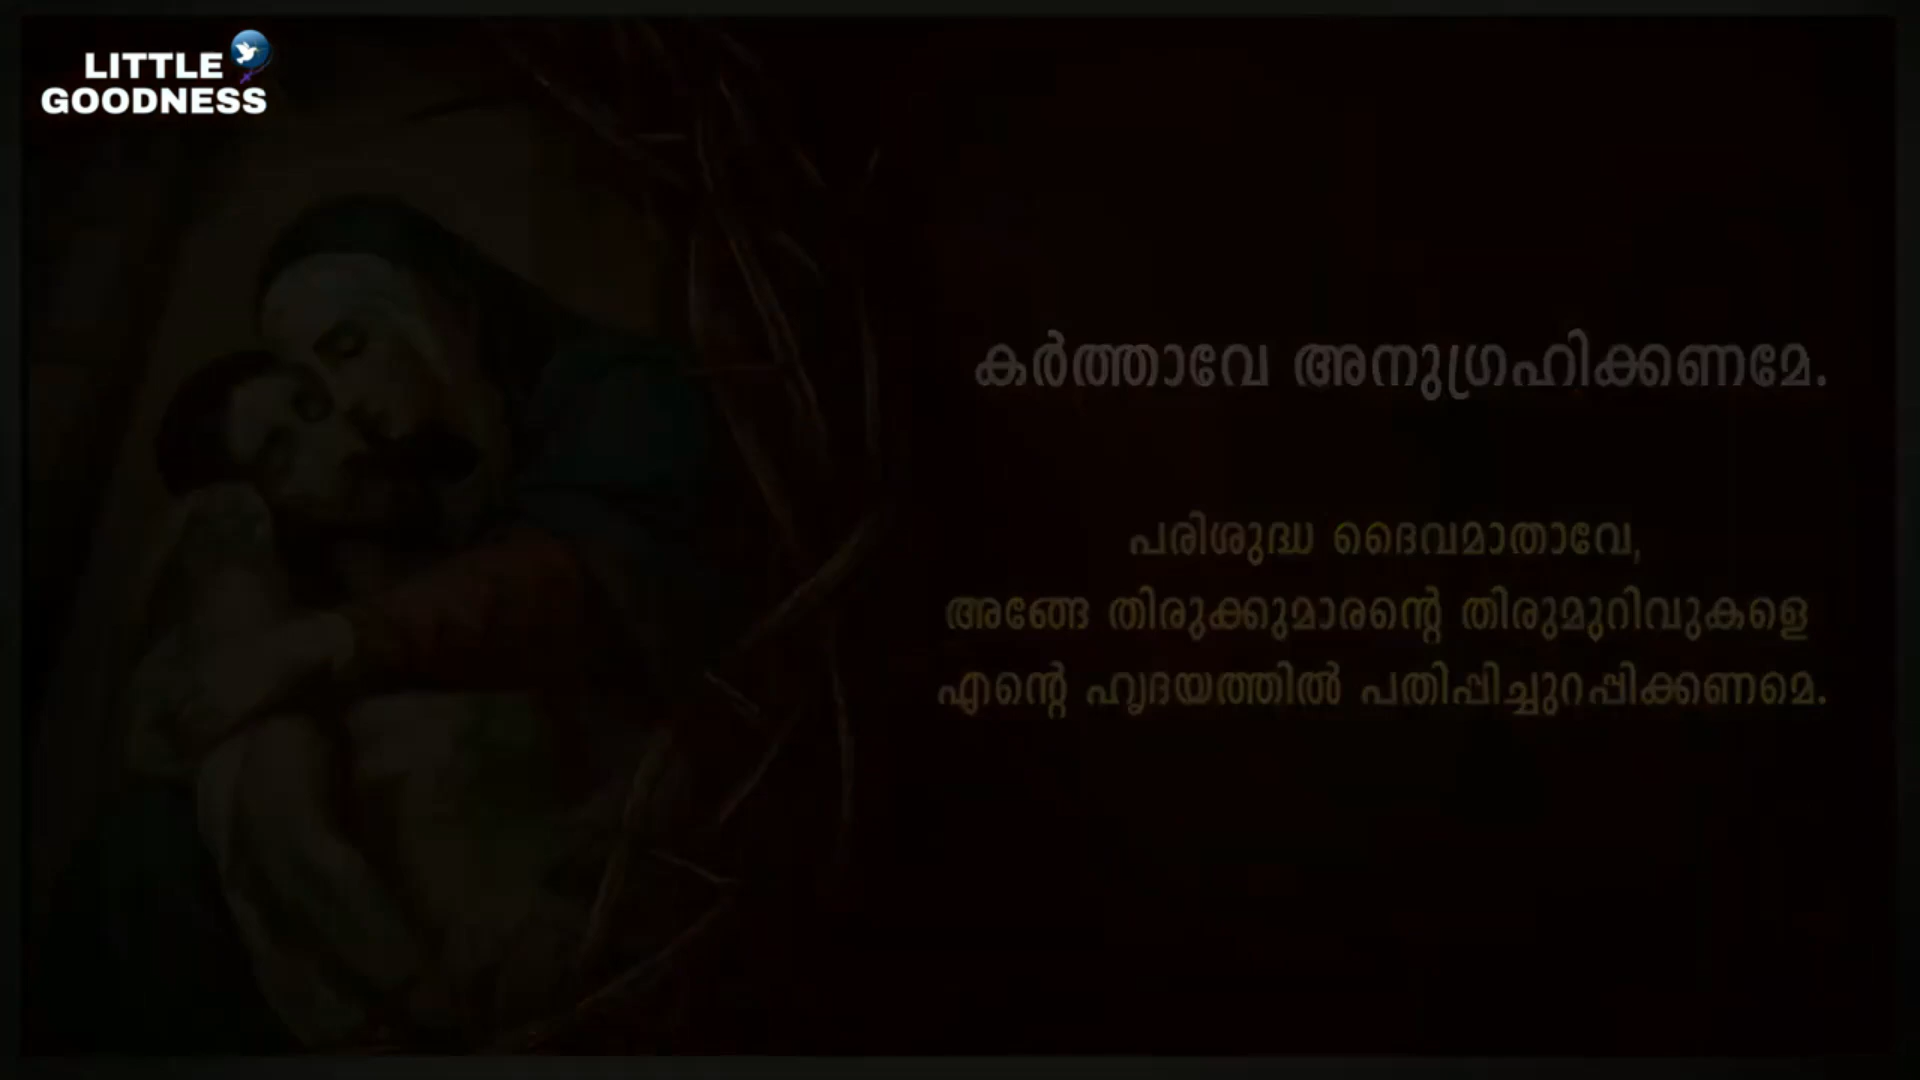 LITTLE
GOODNESS
കർത്താവേ അനുഗ്രഹിക്കണമേ.
പരിശുദ്ധ ദൈവമാതാവേ,
അങ്ങേ തിരുക്കുമാരന്റെ തിരുമുറിവുകളെ
എന്റെ ഹൃദയത്തിൽ പതിപ്പിച്ചുറപ്പിക്കണമെ.